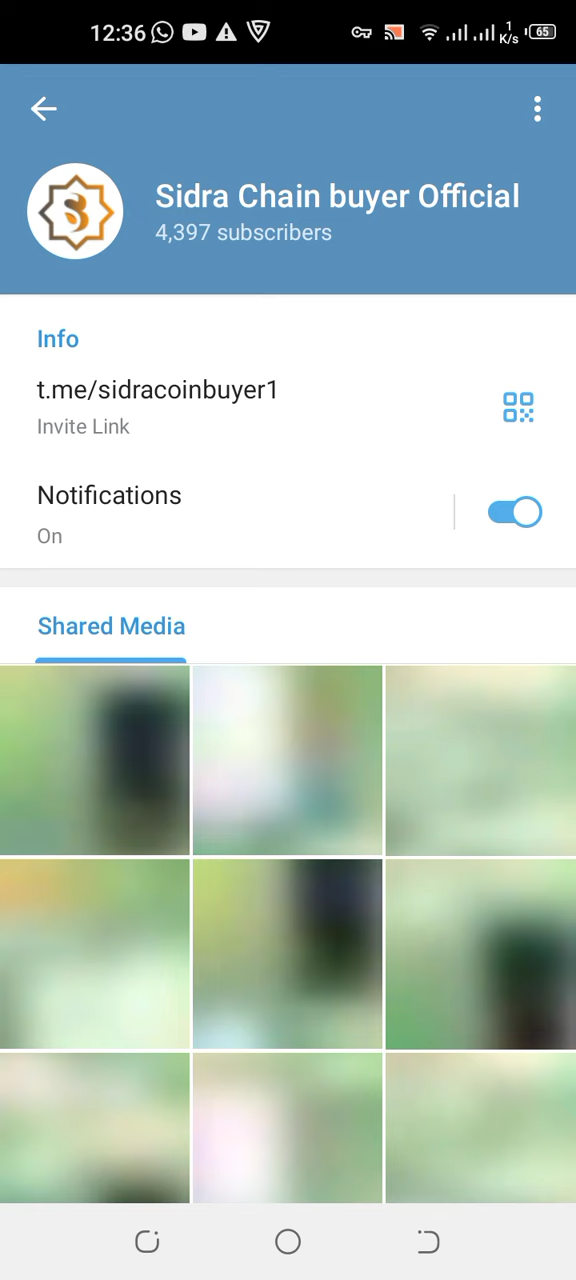 12:36
1
K/s
65
Sidra Chain buyer Official
4,397 subscribers
Info
t.me/sidracoinbuyer1
Invite Link
Notifications
On
Shared Media